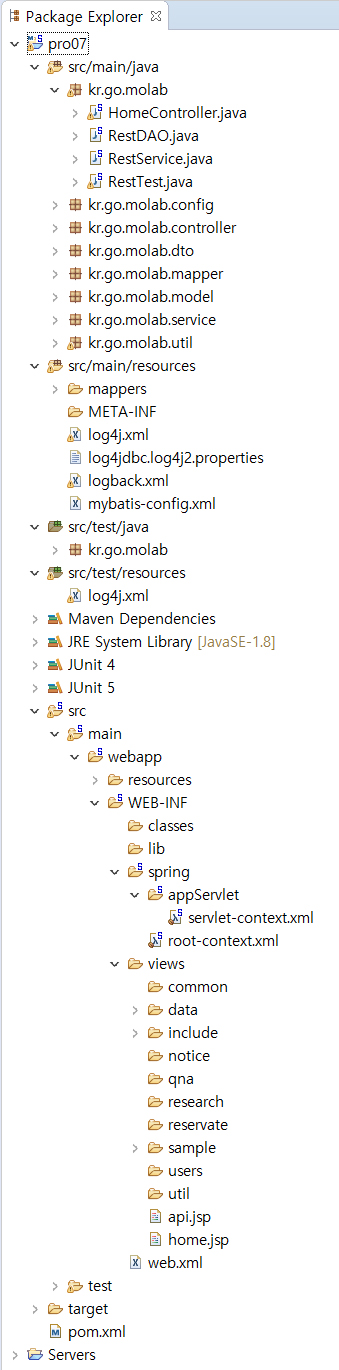 Package Explorer
pro07
src/main/java
kr.go.molab
HomeController.java
RestDAO.java
RestService.java
RestTest.java
kr.go.molab.config
kr.go.molab.controller
kr.go.molab.dto
kr.go.molab.mapper
kr.go.molab.model
kr.go.molab.service
kr.go.molab.util
src/main/resources
mappers
META-INF
log4j.xml
log4jdbc.log4j2.properties
logback.xml
mybatis-config.xml
src/test/java
kr.go.molab
src/test/resources
log4j.xml
Maven Dependencies
JRE System Library [JavaSE-1.8]
JUnit 4
JUnit 5
src
main
webapp
resources
WEB-INF
classes
lib
spring
appServlet
servlet-context.xml
root-context.xml
views
common
data
include
notice
qna
research
reservate
sample
users
util
api.jsp
home.jsp
web.xml
test
target
pom.xml
Servers